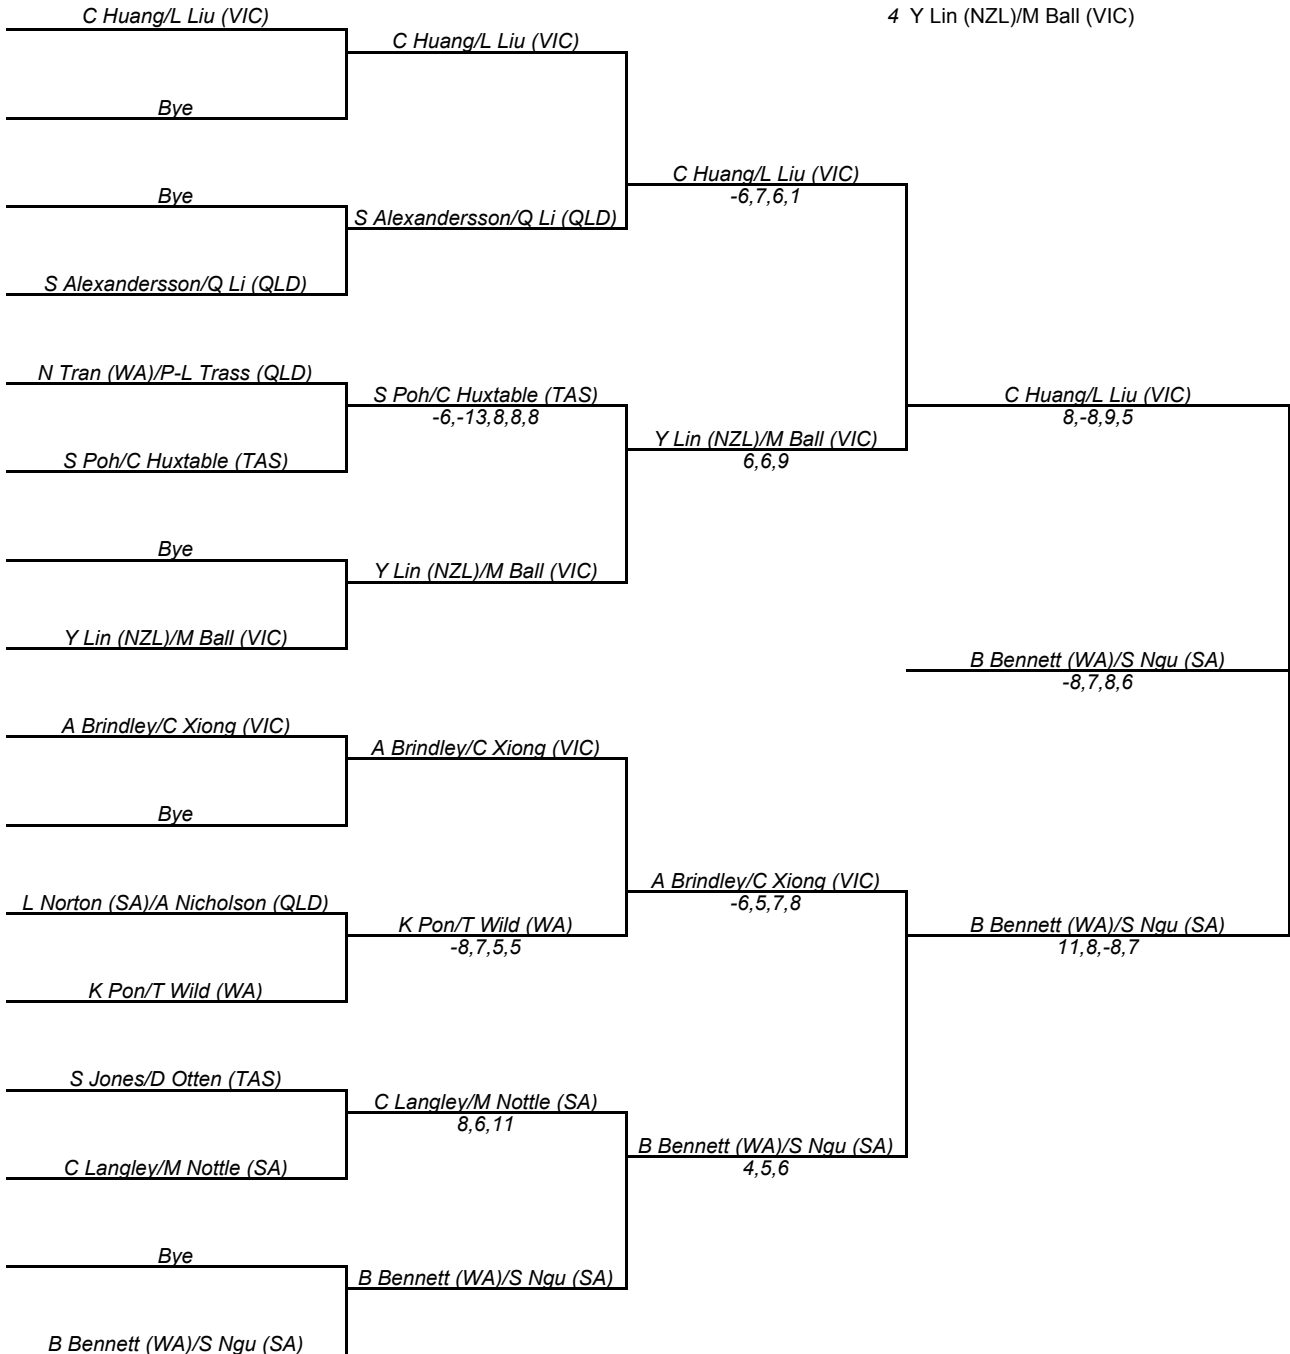 C Huang/L Liu (VIC)
4 Y Lin (NZL)/M Ball (VIC)
C Huang/L Liu (VIC)
Bye
C Huang/L Liu (VIC)
-6,7,6,1
Bye
S Alexandersson/Q Li (QLD)
S Alexandersson/Q Li (QLD)
N Tran (WA)/P-L Trass (QLD)
S Poh/C Huxtable (TAS)
-6,-13,8,8,8
C Huang/L Liu (VIC)
8,-8,9,5
Y Lin (NZL)/M Ball (VIC)
6,6,9
S Poh/C Huxtable (TAS)
Bye
Y Lin (NZL)/M Ball (VIC)
Y Lin (NZL)/M Ball (VIC)
B Bennett (WA)/S Ngu (SA)
-8,7,8,6
A Brindley/C Xiong (VIC)
A Brindley/C Xiong (VIC)
Bye
A Brindley/C Xiong (VIC)
-6,5,7,8
L Norton (SA)/A Nicholson (QLD)
K Pon/T Wild (WA)
-8,7,5,5
B Bennett (WA)/S Ngu (SA)
11,8,-8,7
K Pon/T Wild (WA)
S Jones/D Otten (TAS)
C Langley/M Nottle (SA)
8,6,11
B Bennett (WA)/S Ngu (SA)
4,5,6
C Langley/M Nottle (SA)
Bye
B Bennett (WA)/S Ngu (SA)
B Bennett (WA)/S Ngu (SA)